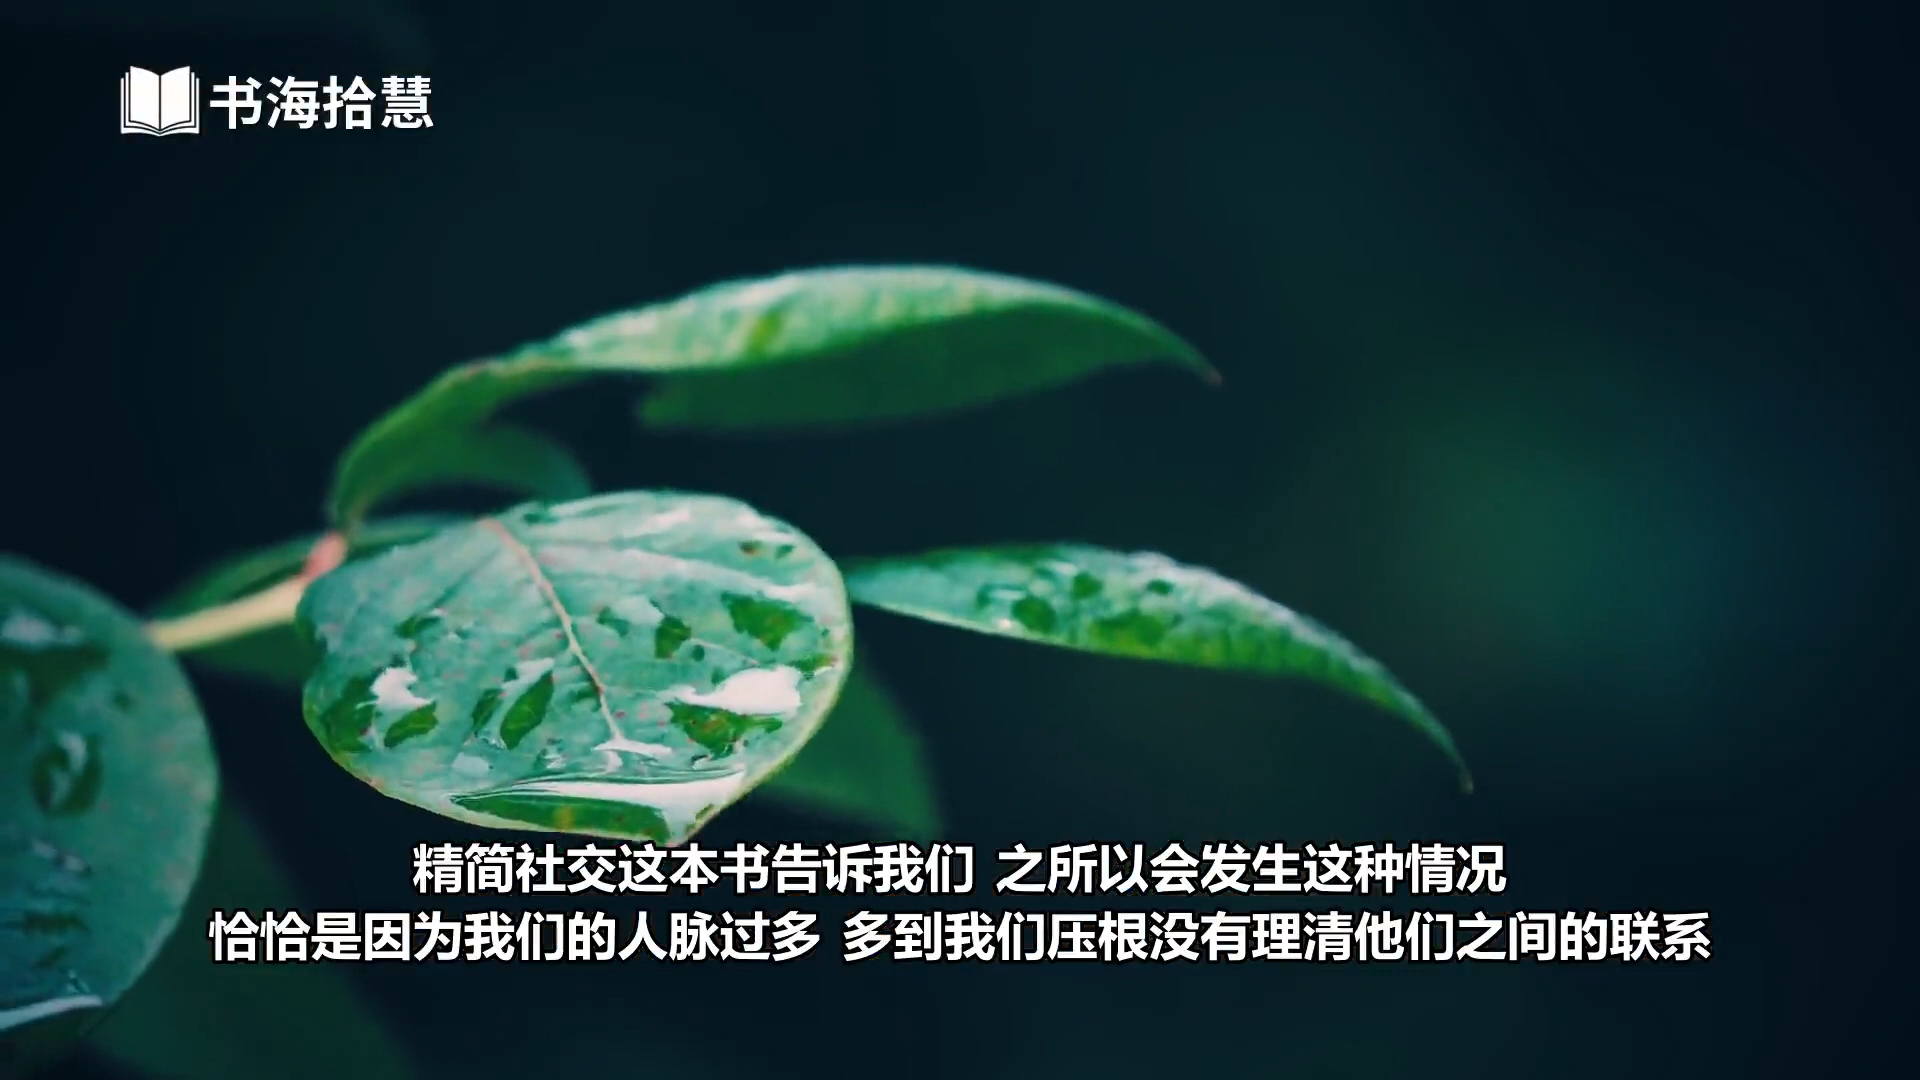 书海拾慧
精简社交这本书告诉我们 之所以会发生这种情况
恰恰是因为我们的人脉过多 多到我们压根没有理清他们之间的联系